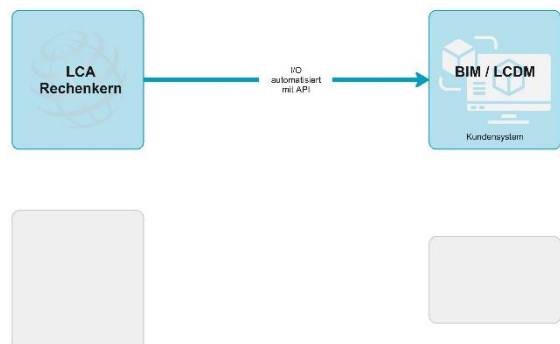 LCA
Rechenkern
I/O
automatisiert
mit API
BIM / LCDM
Kundensystem